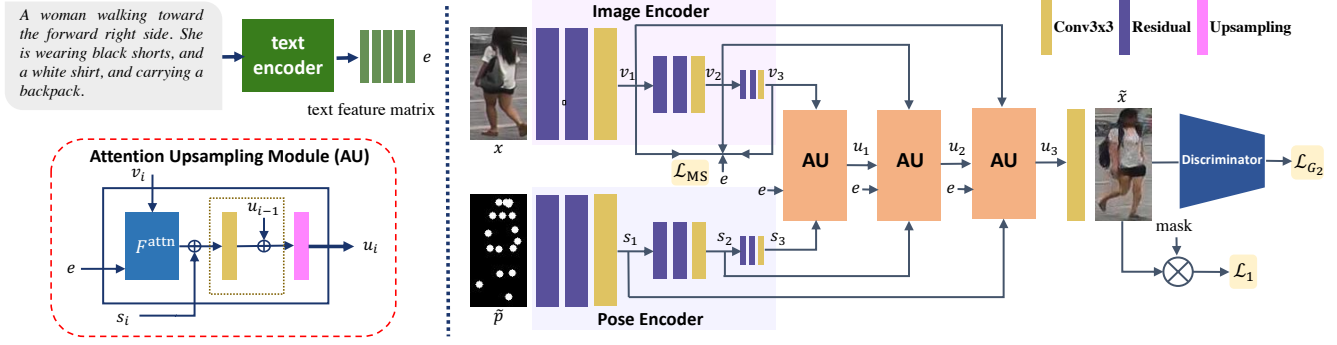 A woman walking toward
the forward right side. She
is wearing black shorts, and
a white shirt, and carrying a
backpack.
text
encoder
e
text feature matrix
Attention Upsampling Module (AU)
v_i
u_{i−1}
F^{attn}
e
u_i
s_i
Image Encoder
Conv3x3
Residual
Upsampling
v_1
v_2
v_3
x
x̃
AU
u_1
AU
u_2
AU
u_3
Discriminator
ℒ_{G_2}
ℒ_{MS}
e
e
e
e
s_1
s_2
s_3
mask
ℒ_1
p̃
Pose Encoder